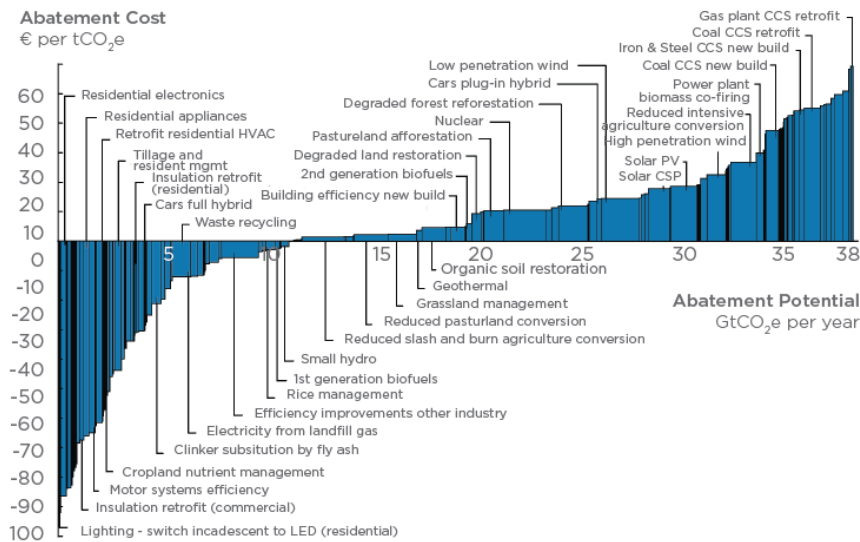 Abatement Cost
€ per tCO2e
Gas plant CCS retrofit
Coal CCS retrofit
Iron & Steel CCS new build
Coal CCS new build
Power plant
biomass co-firing
Reduced intensive
agriculture conversion
High penetration wind
Solar PV
Solar CSP
Low penetration wind
Cars plug-in hybrid
Degraded forest reforestation
Nuclear
Pastureland afforestation
Degraded land restoration
2nd generation biofuels
Building efficiency new build
Residential electronics
Residential appliances
Retrofit residential HVAC
Tillage and
resident mgmt
Insulation retrofit
(residential)
Cars full hybrid
Waste recycling
60
50
40
30
20
10
0
-10
-20
-30
-40
-50
-60
-70
-80
-90
100
5
10
15
20
25
30
35
38
Abatement Potential
GtCO2e per year
Organic soil restoration
Geothermal
Grassland management
Reduced pasturland conversion
Reduced slash and burn agriculture conversion
Small hydro
1st generation biofuels
Rice management
Efficiency improvements other industry
Electricity from landfill gas
Clinker subsitution by fly ash
Cropland nutrient management
Motor systems efficiency
Insulation retrofit (commercial)
Lighting - switch incadescent to LED (residential)